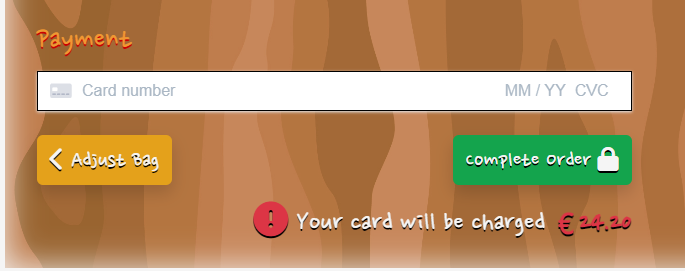 Payment
Card number MM / YY CVC
Adjust Bag Complete Order
! Your card will be charged € 24.20